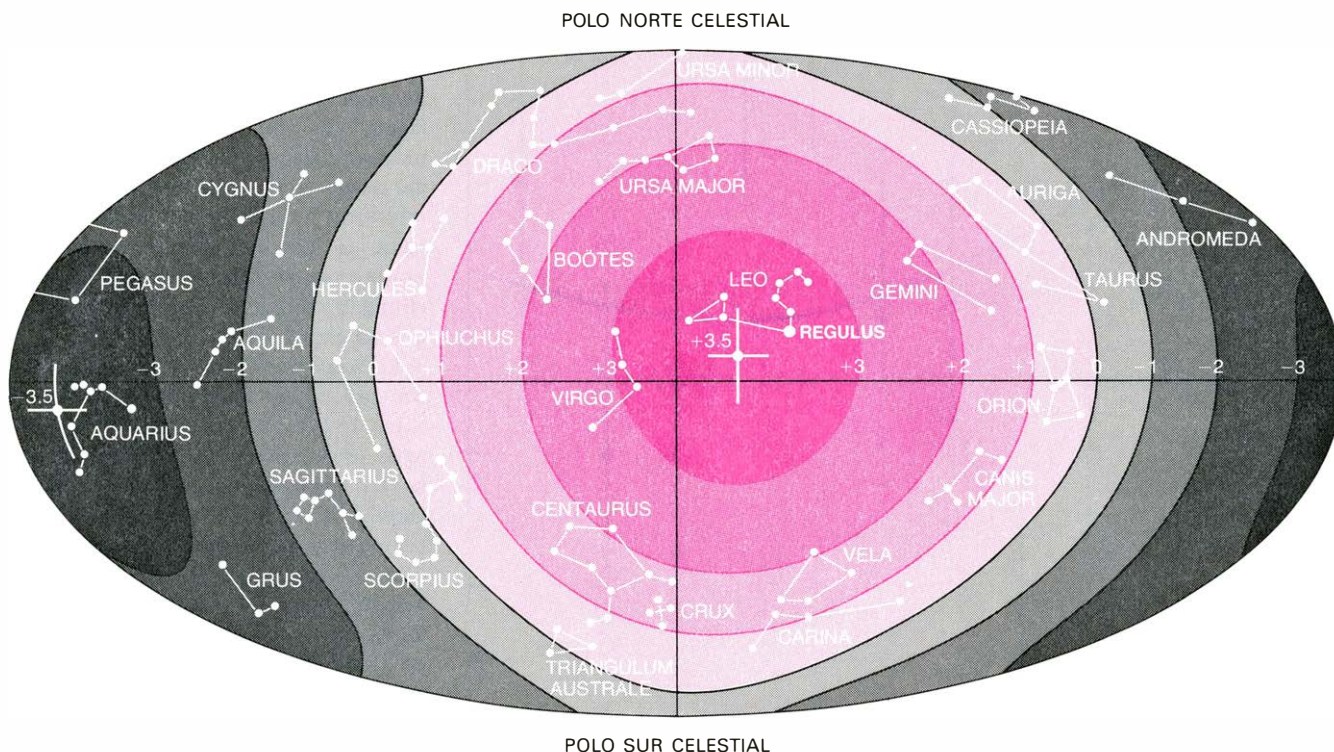 POLO NORTE CELESTIAL
URSA MINOR
CASSIOPEIA
DRACO
CYGNUS
URSA MAJOR
AURIGA
ANDROMEDA
BOÖTES
PEGASUS
HERCULES
LEO
GEMINI
TAURUS
REGULUS
+3.5
AQUILA
OPHIUCHUS
−3
−2
−1
0
+1
+2
+3
+2
+1
0
−1
−2
−3
−3.5
VIRGO
ORION
AQUARIUS
SAGITTARIUS
CANIS
MAJOR
CENTAURUS
VELA
GRUS
SCORPIUS
CRUX
CARINA
TRIANGULUM
AUSTRALE
POLO SUR CELESTIAL